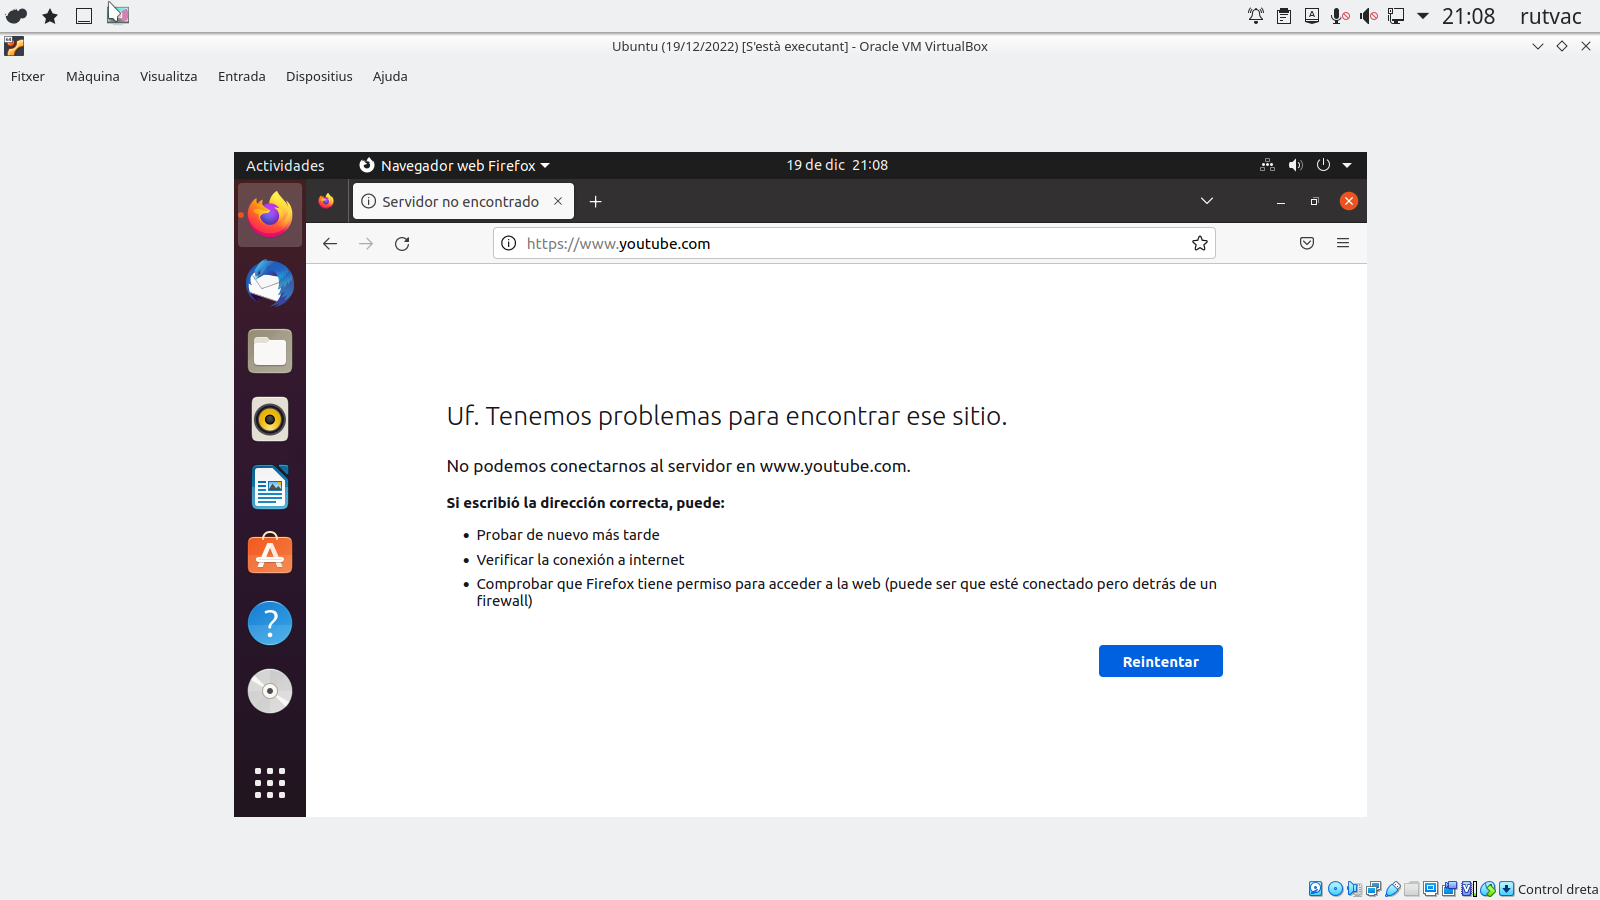 21:08 rutvac
Ubuntu (19/12/2022) [S'està executant] - Oracle VM VirtualBox
Fitxer Màquina Visualitza Entrada Dispositius Ajuda
Actividades Navegador web Firefox 19 de dic 21:08
Servidor no encontrado
https://www.youtube.com
Uf. Tenemos problemas para encontrar ese sitio.
No podemos conectarnos al servidor en www.youtube.com.
Si escribió la dirección correcta, puede:
• Probar de nuevo más tarde
• Verificar la conexión a internet
• Comprobar que Firefox tiene permiso para acceder a la web (puede ser que esté conectado pero detrás de un
firewall)
Reintentar
Control dreta